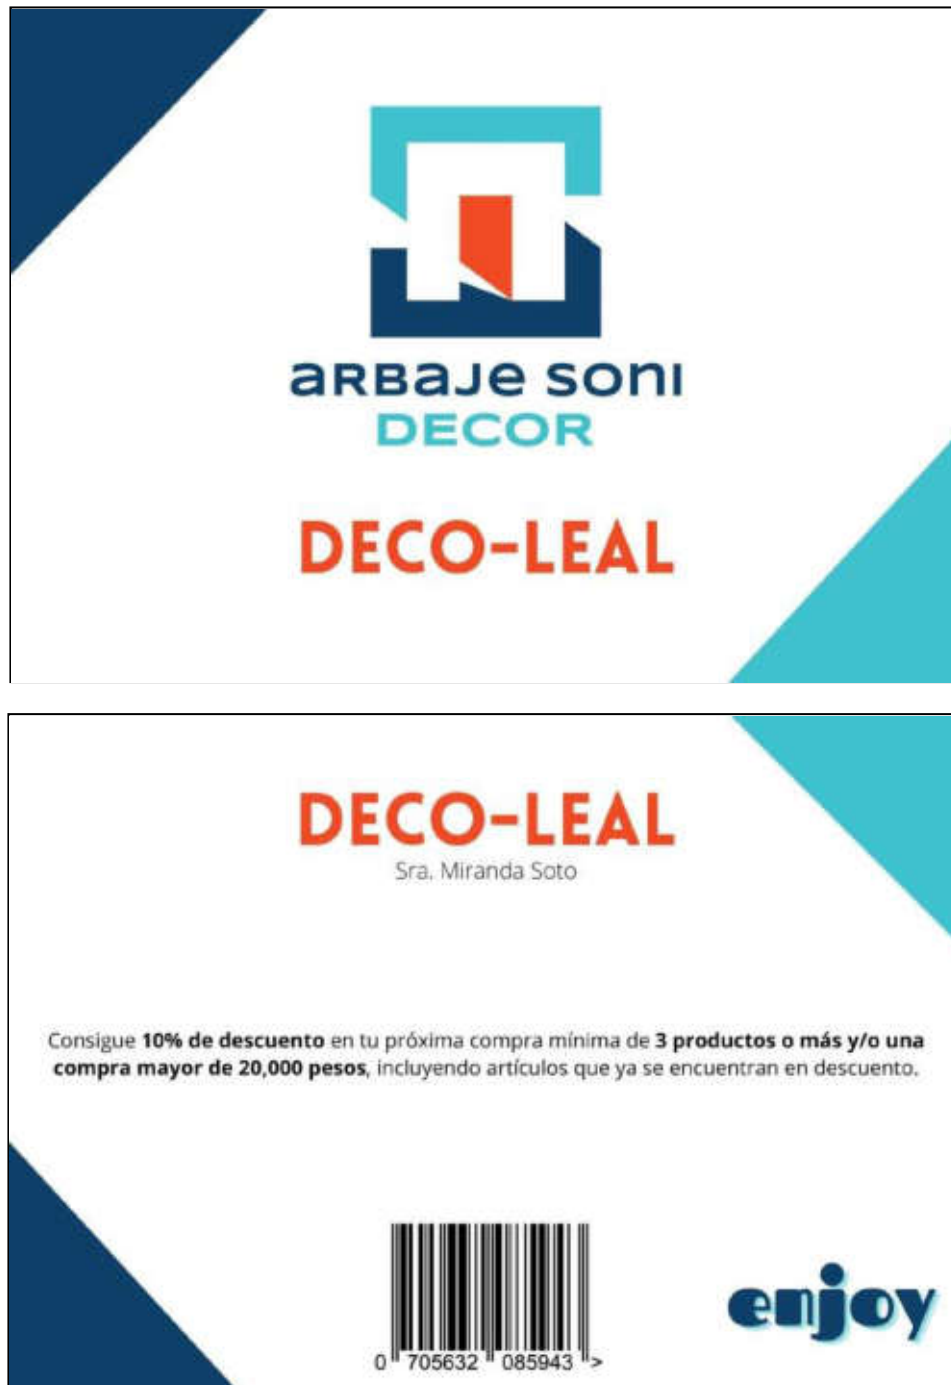 aRBaJe SONI
DECOR
DECO-LEAL
DECO-LEAL
Sra. Miranda Soto
Consigue 10% de descuento en tu próxima compra mínima de 3 productos o más y/o una
compra mayor de 20,000 pesos, incluyendo artículos que ya se encuentran en descuento.
0 705632 085943 >
enjoy